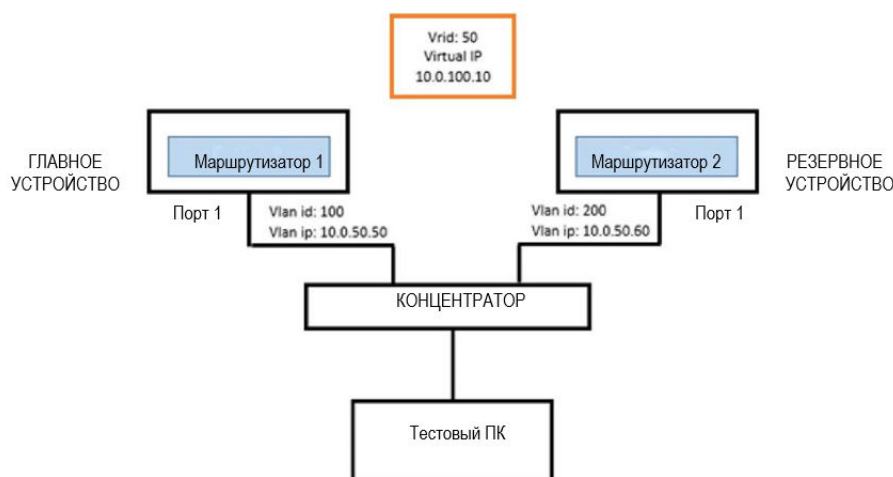 Vrid: 50
Virtual IP
10.0.100.10
ГЛАВНОЕ
УСТРОЙСТВО
Маршрутизатор 1
Маршрутизатор 2
РЕЗЕРВНОЕ
УСТРОЙСТВО
Порт 1
Vlan id: 100
Vlan ip: 10.0.50.50
Vlan id: 200
Vlan ip: 10.0.50.60
Порт 1
КОНЦЕНТРАТОР
Тестовый ПК